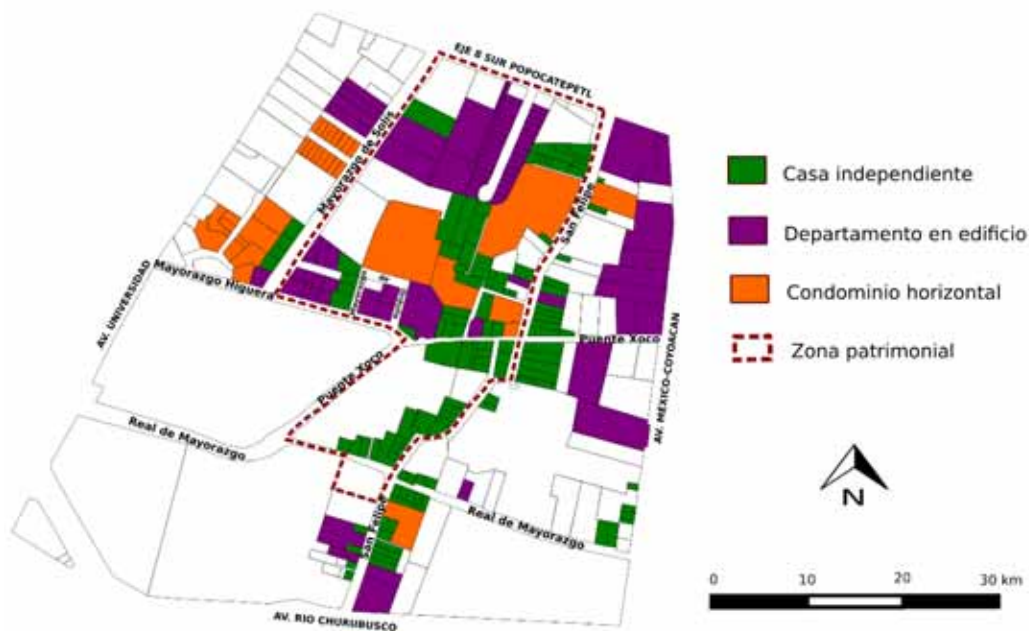 EJE 8 SUR POPOCATEPETL
Mayorazgo de Solis
San Felipe
Casa independiente
Departamento en edificio
Condominio horizontal
Zona patrimonial
Mayorazgo Higuera
AV. UNIVERSIDAD
Puente Xoco
Puente Xoco
AV. MEXICO-COYOACAN
Real de Mayorazgo
Real de Mayorazgo
San Felipe
AV. RIO CHURUBUSCO
N
0 10 20 30 km